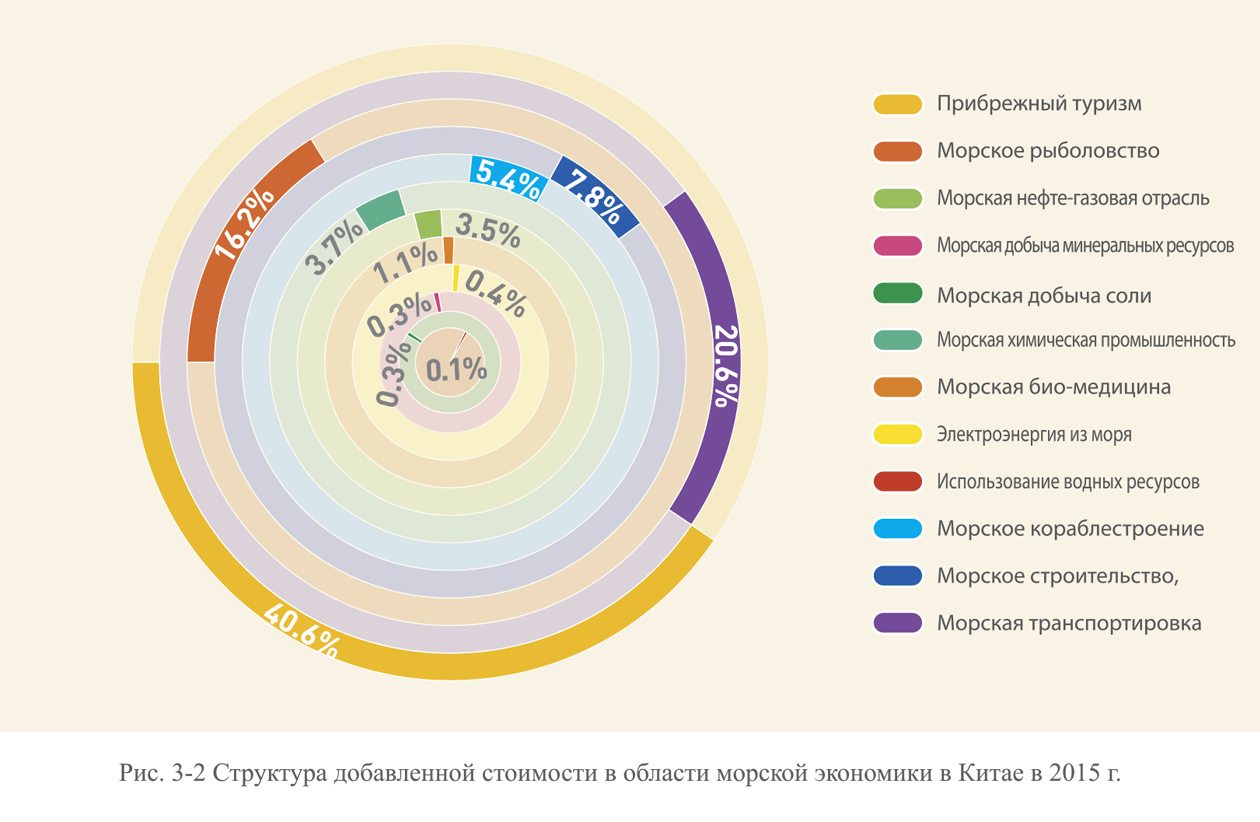 5.4%
7.8%
16.2%
3.7%
3.5%
1.1%
0.4%
0.3%
0.3%
0.1%
20.6%
40.6%
Прибрежный туризм
Морское рыболовство
Морская нефте-газовая отрасль
Морская добыча минеральных ресурсов
Морская добыча соли
Морская химическая промышленность
Морская био-медицина
Электроэнергия из моря
Использование водных ресурсов
Морское кораблестроение
Морское строительство,
Морская транспортировка
Рис. 3-2 Структура добавленной стоимости в области морской экономики в Китае в 2015 г.